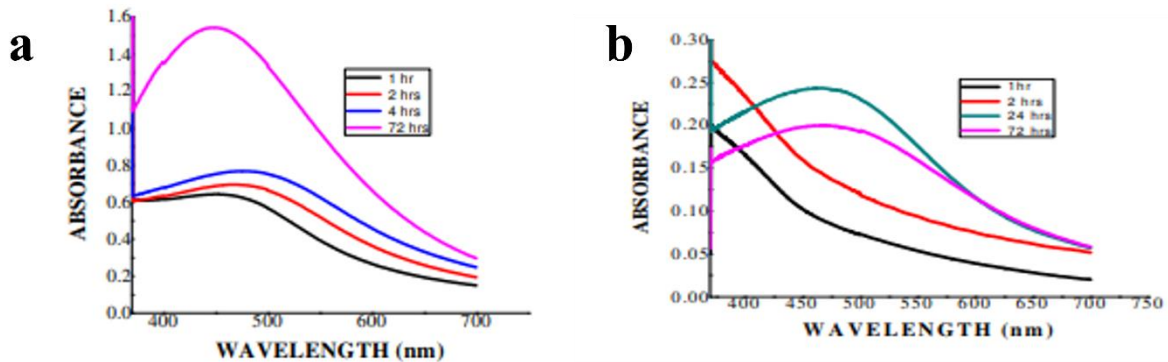 a
ABSORBANCE
1.6
1.4
1.2
1.0
0.8
0.6
0.4
0.2
0.0
1 hr
2 hrs
4 hrs
72 hrs
400 500 600 700
WAVELENGTH (nm)
b
ABSORBANCE
0.30
0.25
0.20
0.15
0.10
0.05
0.00
1hr
2 hrs
24 hrs
72 hrs
400 450 500 550 600 650 700 750
WAVELENGTH (nm)